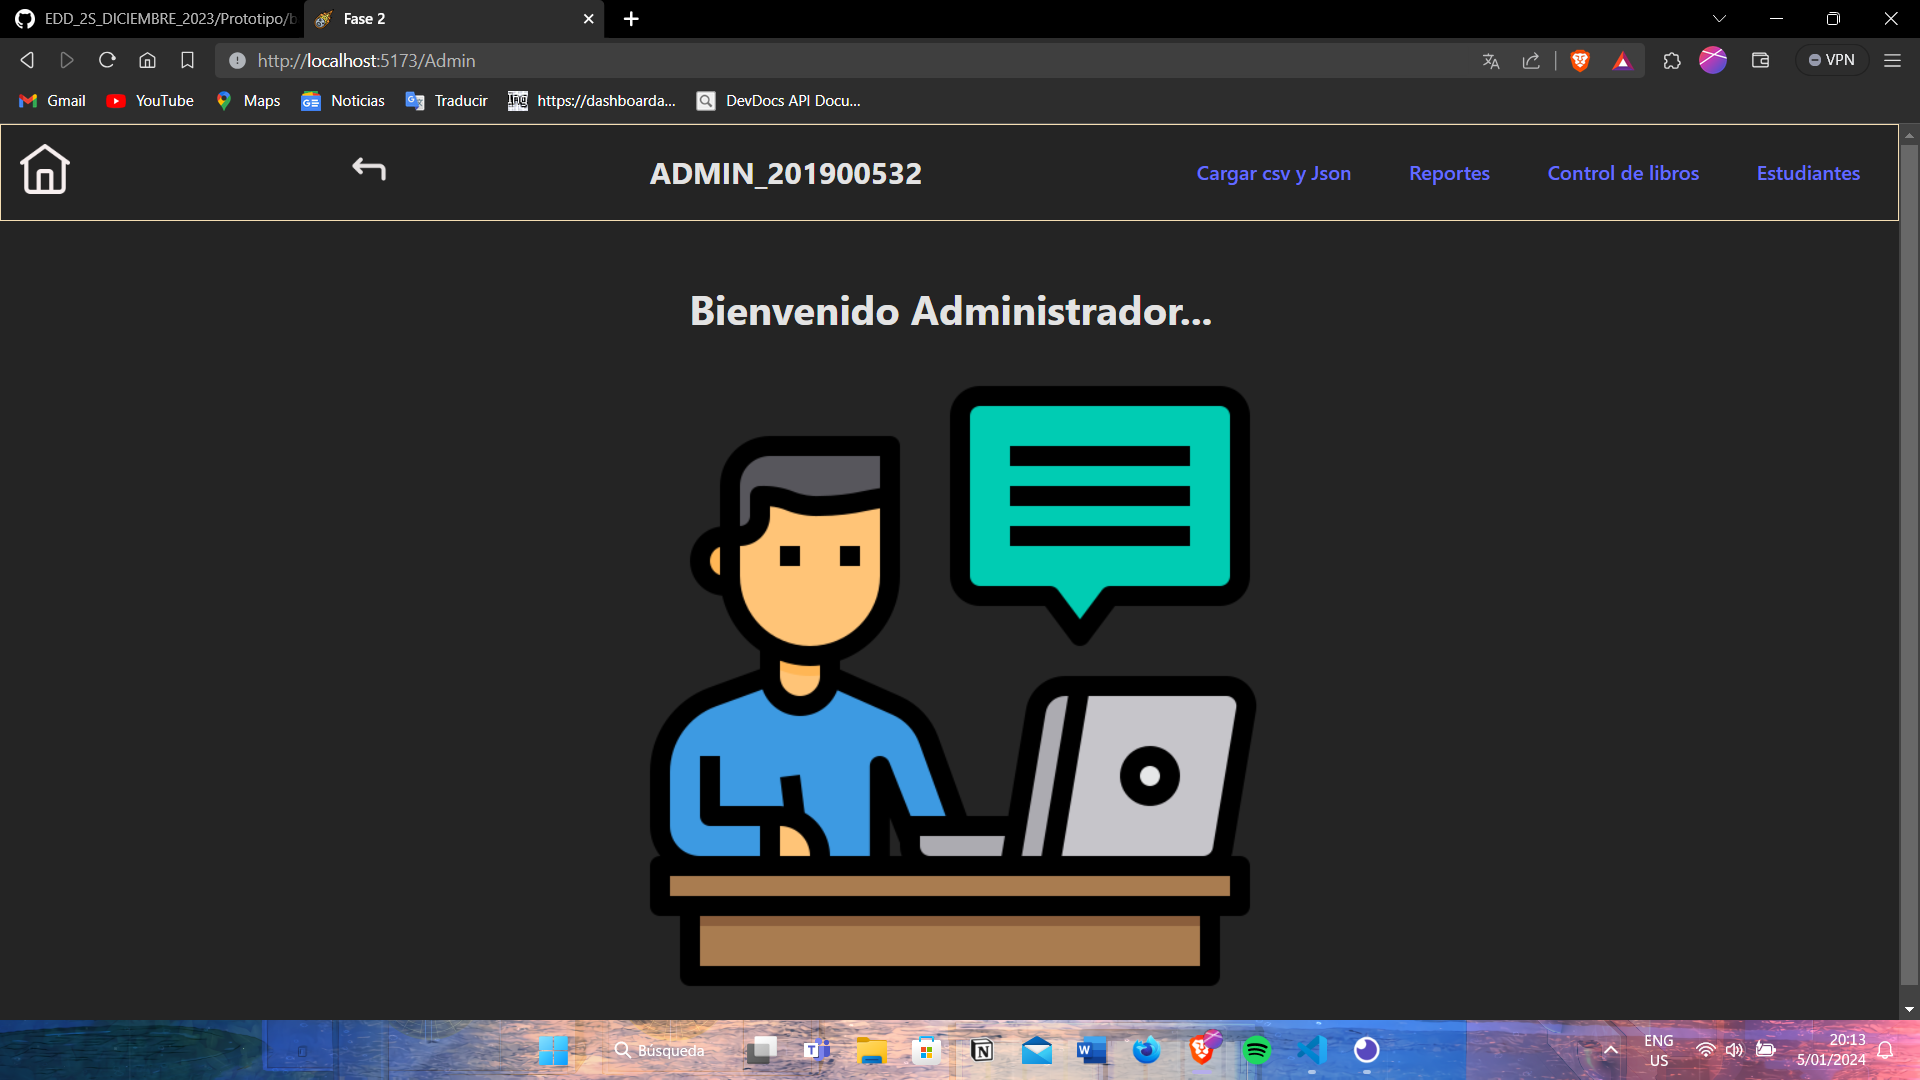 EDD_2S_DICIEMBRE_2023/Prototipo/b
Fase 2
http://localhost:5173/Admin
VPN
Gmail
YouTube
Maps
Noticias
Traducir
https://dashboarda...
DevDocs API Docu...
ADMIN_201900532
Cargar csv y Json
Reportes
Control de libros
Estudiantes
Bienvenido Administrador...
Búsqueda
ENG
US
20:13
5/01/2024